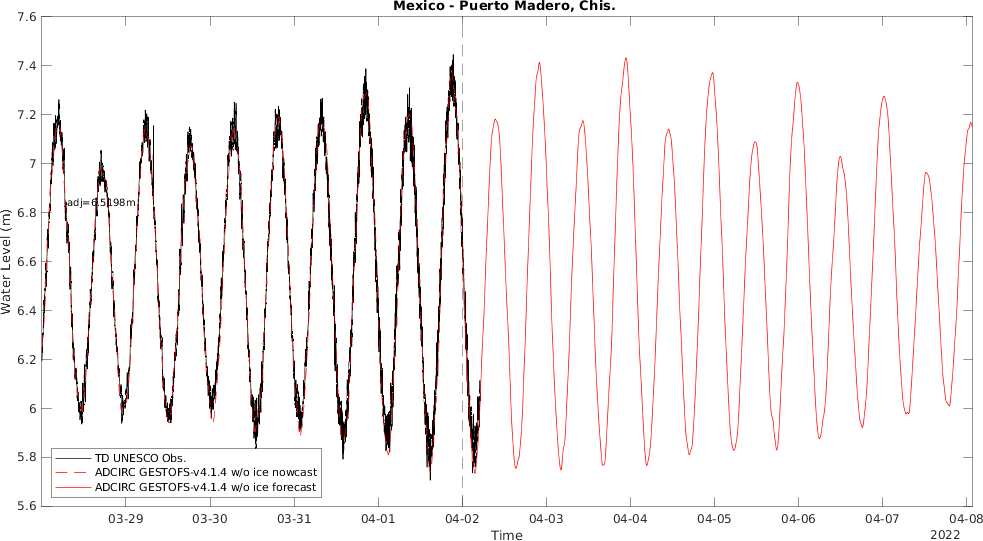 Mexico - Puerto Madero, Chis.
7.6
7.4
7.2
7
6.8
6.6
6.4
6.2
6
5.8
5.6
Water Level (m)
adj=6.5198m
TD UNESCO Obs.
ADCIRC GESTOFS-v4.1.4 w/o ice nowcast
ADCIRC GESTOFS-v4.1.4 w/o ice forecast
03-29 03-30 03-31 04-01 04-02 04-03 04-04 04-05 04-06 04-07 04-08
Time
2022